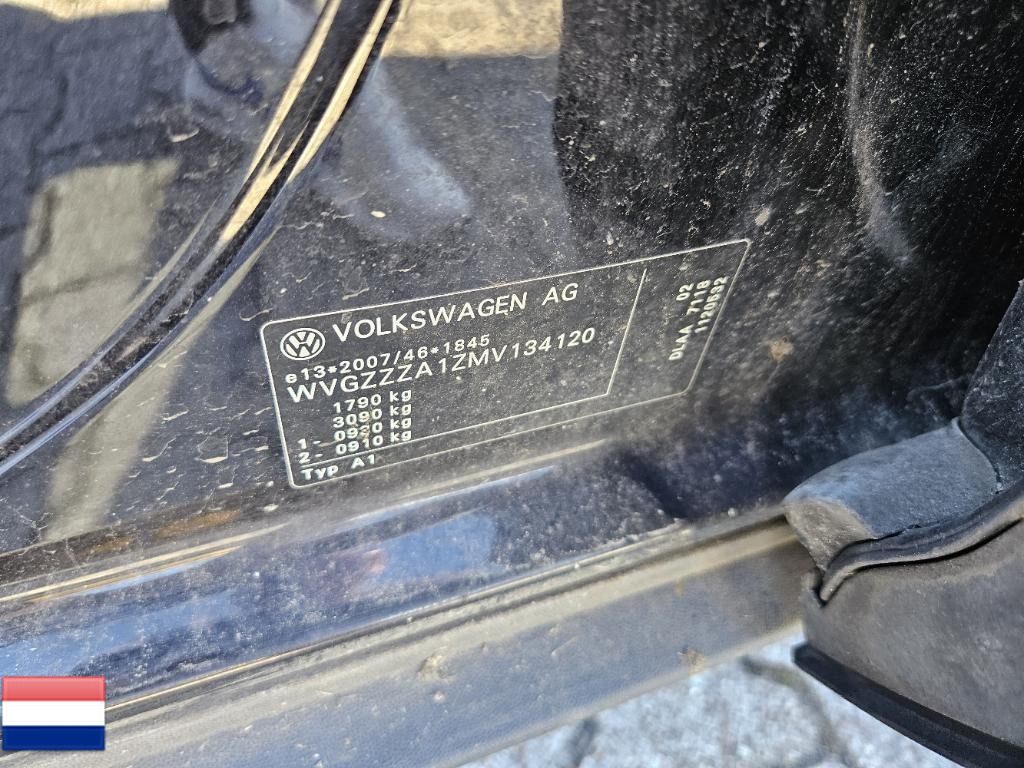 VOLKSWAGEN AG
e13*2007/46*1845
WVGZZZA1ZMV134120
1790 kg
3090 kg
1- 0920 kg
2- 0910 kg
Typ A1
02
DLAA 7118
1120592